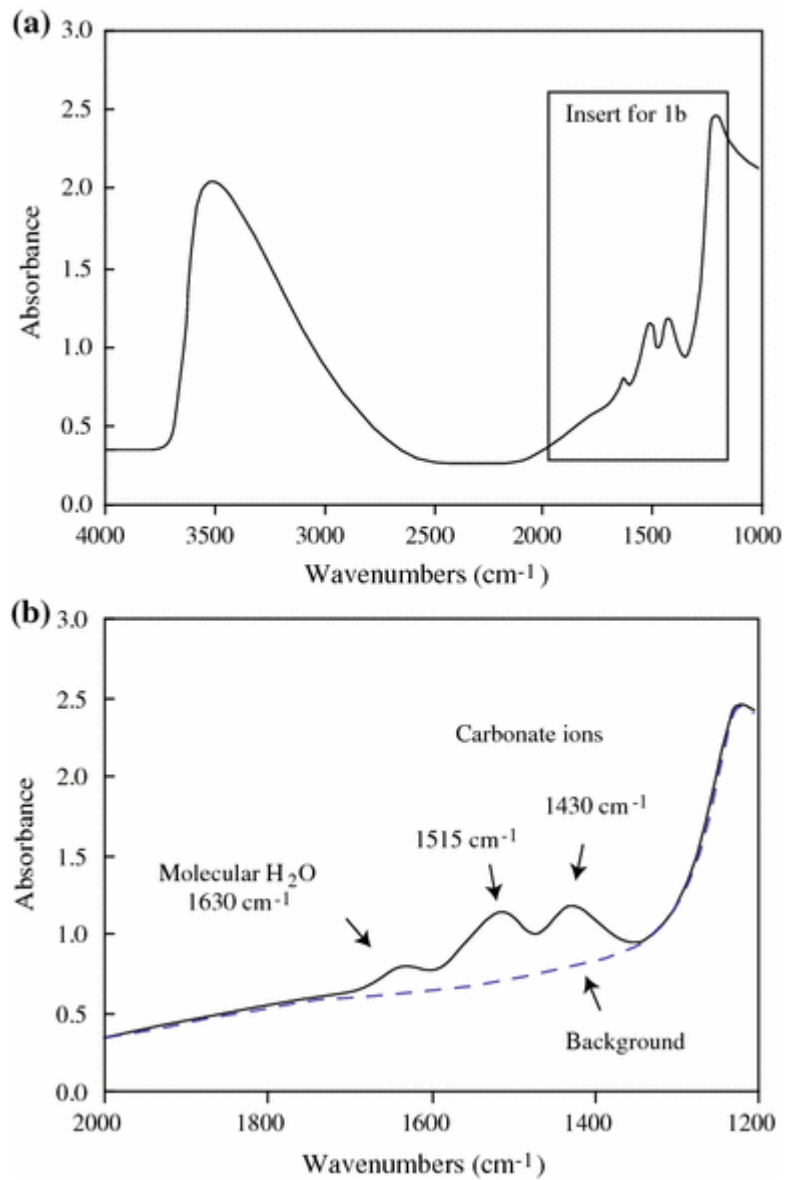 (a)
3.0
2.5
2.0
1.5
1.0
0.5
0.0
Absorbance
Insert for 1b
4000 3500 3000 2500 2000 1500 1000
Wavenumbers (cm⁻¹)
(b)
3.0
2.5
2.0
1.5
1.0
0.5
0.0
Absorbance
Carbonate ions
1430 cm⁻¹
1515 cm⁻¹
Molecular H₂O
1630 cm⁻¹
Background
2000 1800 1600 1400 1200
Wavenumbers (cm⁻¹)